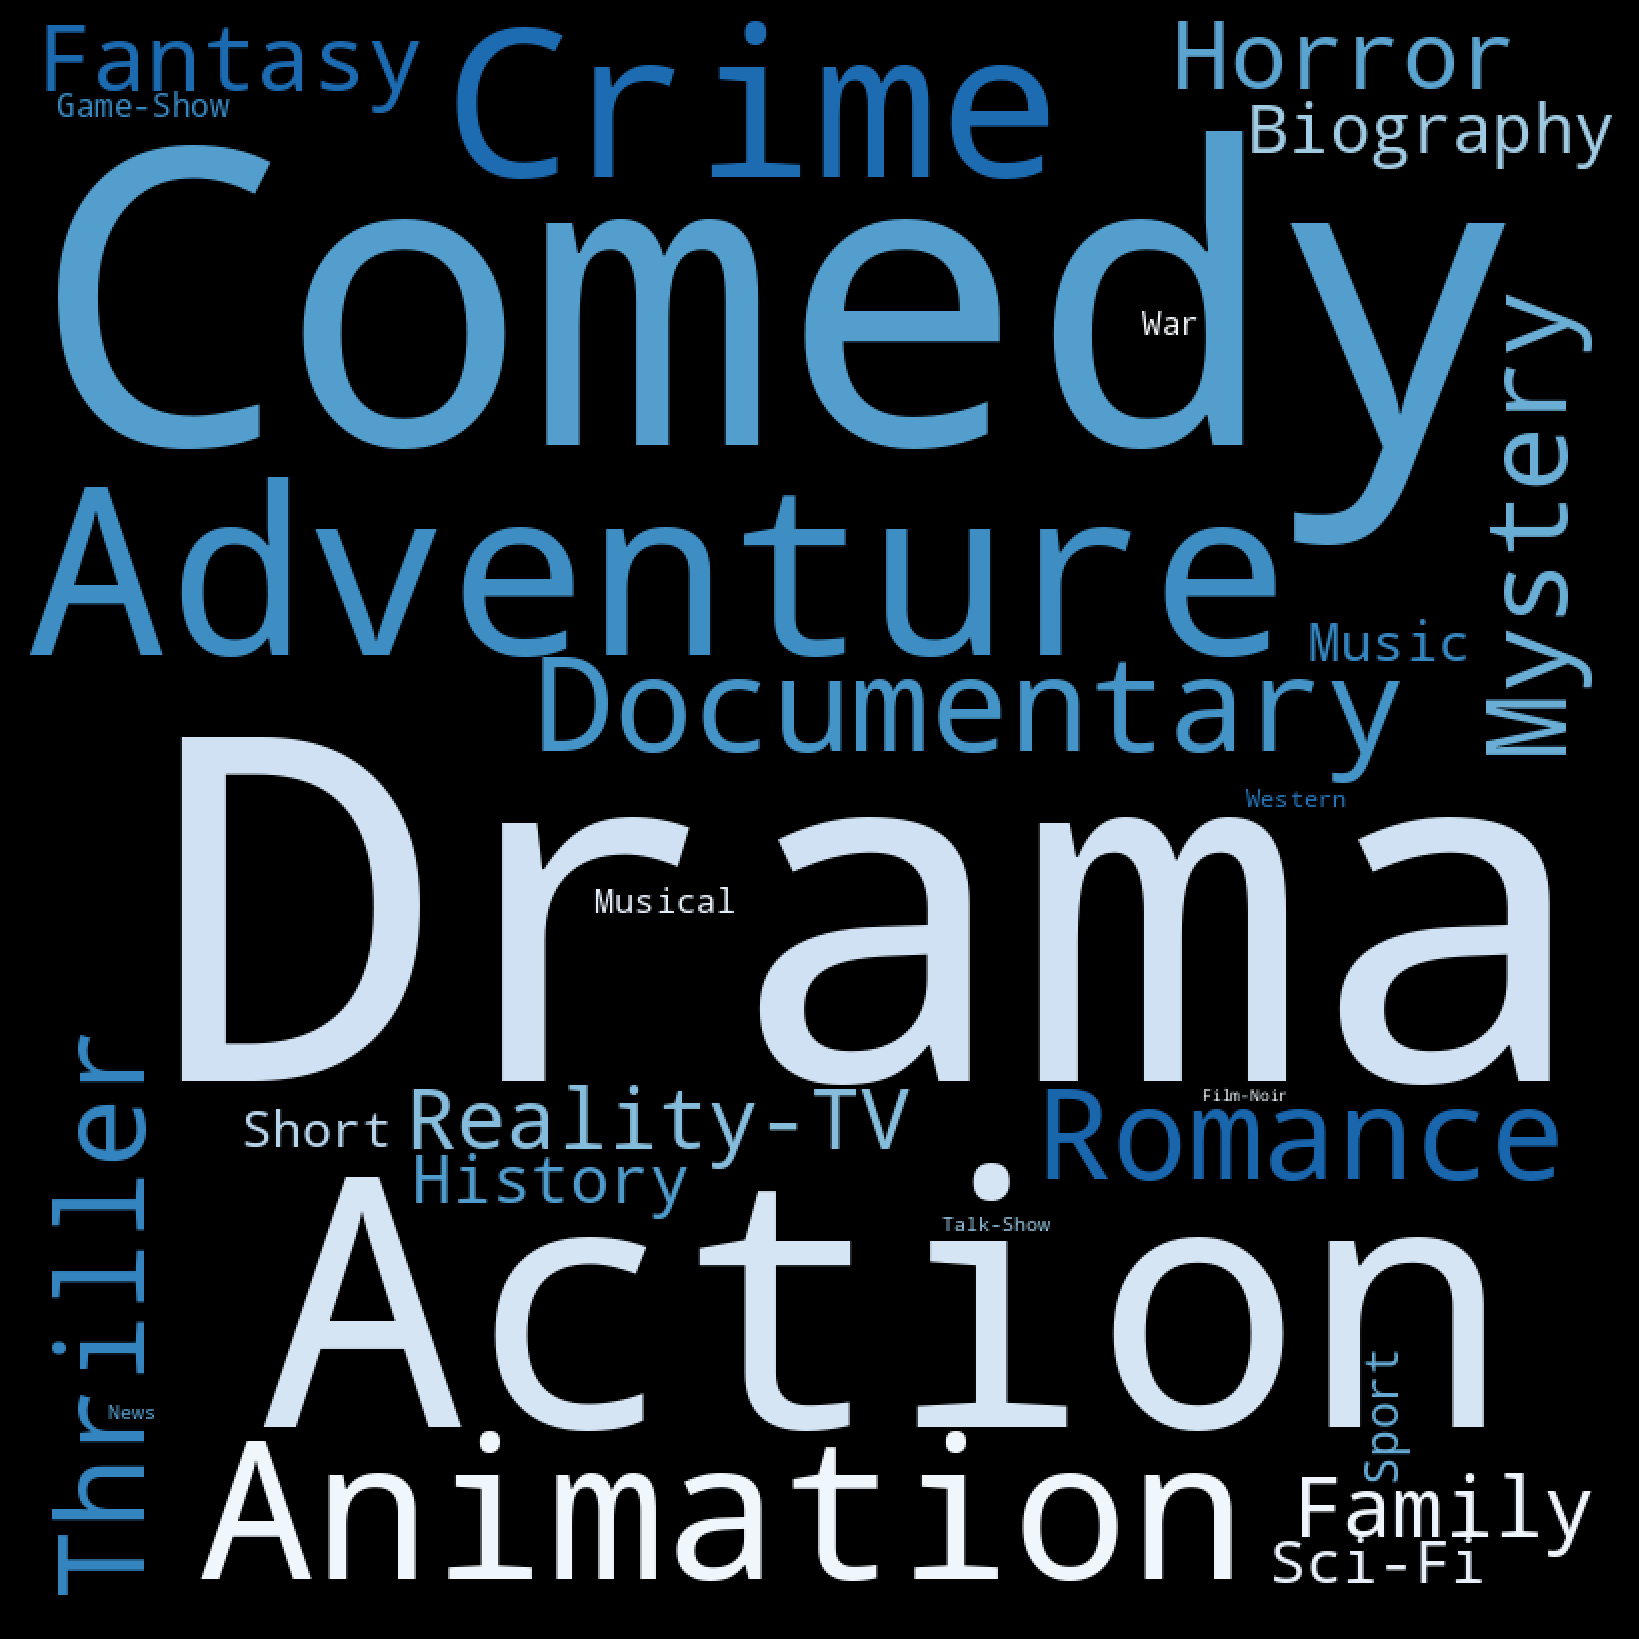 Fantasy
Crime
Horror
Game-Show
Biography
Comedy
War
Mystery
Adventure
Music
Documentary
Western
Drama
Musical
Thriller
Short
Reality-TV
Film-Noir
Romance
History
Talk-Show
Action
Sport
News
Animation
Family
Sci-Fi